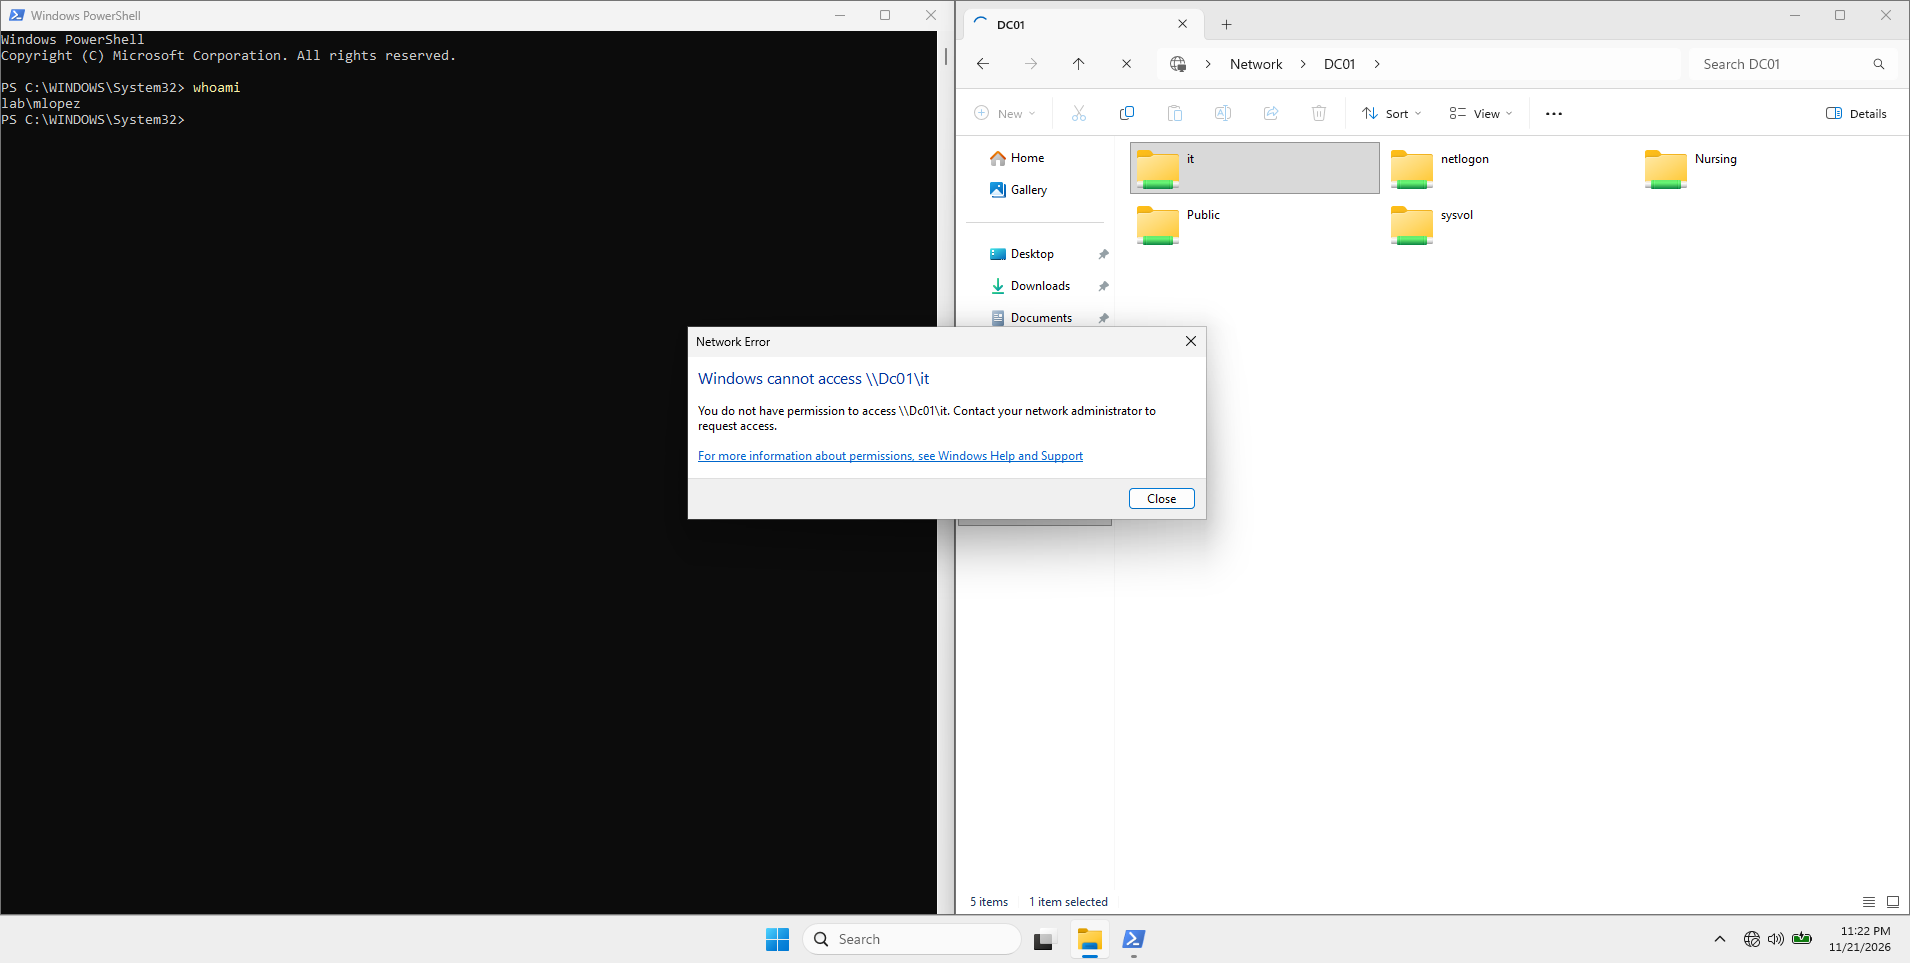 Windows PowerShell
Windows PowerShell
Copyright (C) Microsoft Corporation. All rights reserved.
PS C:\WINDOWS\System32> whoami
lab\mlopez
PS C:\WINDOWS\System32>
DC01
Network > DC01 >
Search DC01
New
Sort
View
Details
Home
Gallery
Desktop
Downloads
Documents
it
netlogon
Nursing
Public
sysvol
Network Error
Windows cannot access \\Dc01\it
You do not have permission to access \\Dc01\it. Contact your network administrator to
request access.
For more information about permissions, see Windows Help and Support
Close
5 items
1 item selected
Search
11:22 PM
11/21/2026